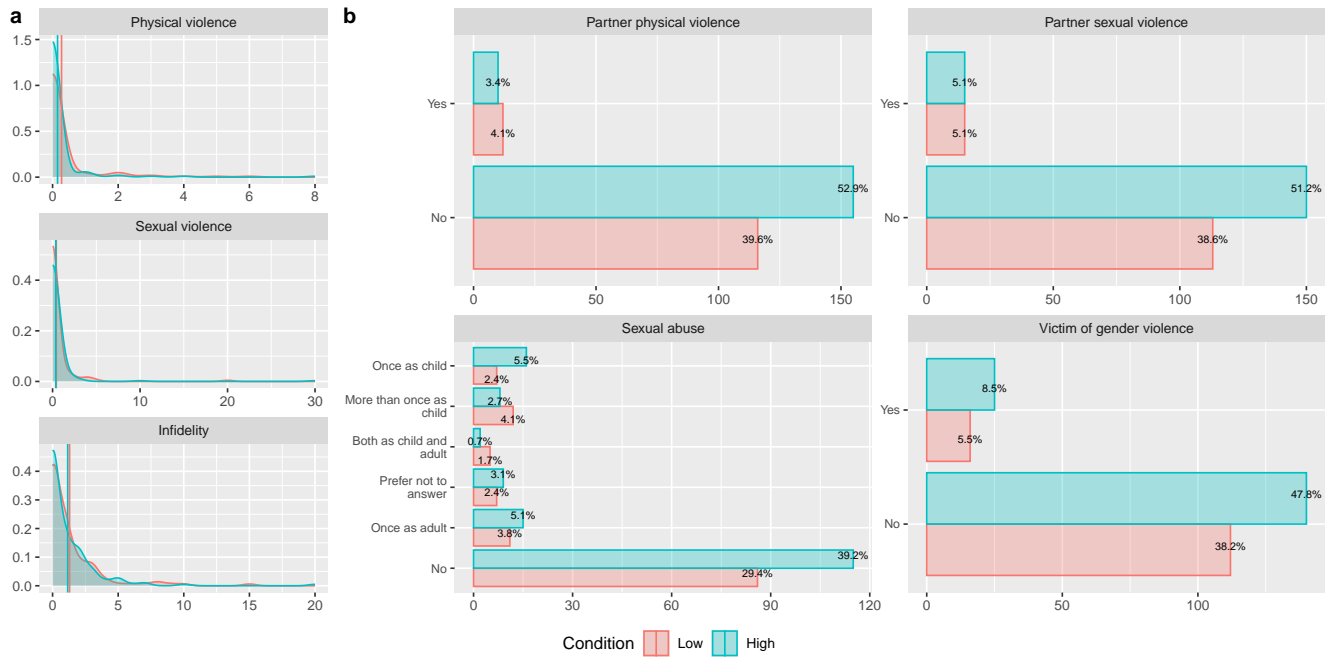 a
Physical violence
1.5
1.0
0.5
0.0
0 2 4 6 8
Sexual violence
0.4
0.2
0.0
0 10 20 30
Infidelity
0.4
0.3
0.2
0.1
0.0
0 5 10 15 20
b
Partner physical violence
Yes
3.4%
4.1%
No
52.9%
39.6%
0 50 100 150
Partner sexual violence
Yes
5.1%
5.1%
No
51.2%
38.6%
0 50 100 150
Sexual abuse
Once as child
5.5%
2.4%
More than once as
child
2.7%
4.1%
Both as child and
adult
0.7%
1.7%
Prefer not to
answer
3.1%
2.4%
Once as adult
5.1%
3.8%
No
39.2%
29.4%
0 30 60 90 120
Victim of gender violence
Yes
8.5%
5.5%
No
47.8%
38.2%
0 50 100
Condition Low High